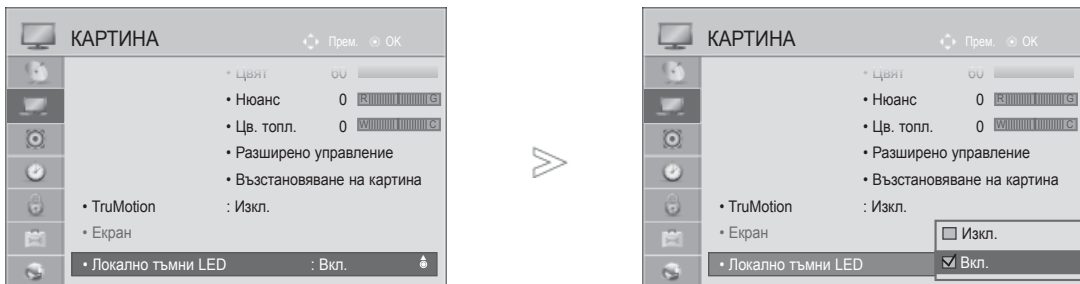 КАРТИНА
Прем. OK
• Цвят 60
• Нюанс 0 R G
• Цв. топл. 0 W C
• Разширено управление
• Възстановяване на картина
• TruMotion : Изкл.
• Екран
• Локално тъмни LED : Вкл.
КАРТИНА
Прем. OK
• Цвят 60
• Нюанс 0 R G
• Цв. топл. 0 W C
• Разширено управление
• Възстановяване на картина
• TruMotion : Изкл.
• Екран
Изкл.
• Локално тъмни LED
Вкл.